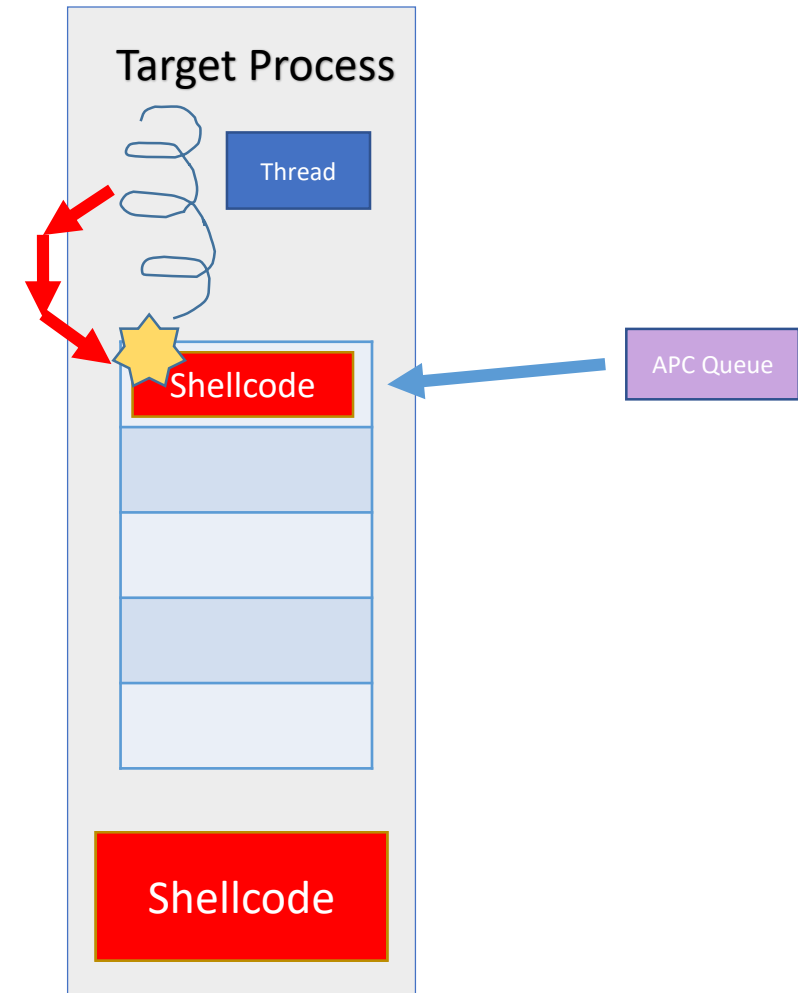 Target Process
Thread
Shellcode
APC Queue
Shellcode